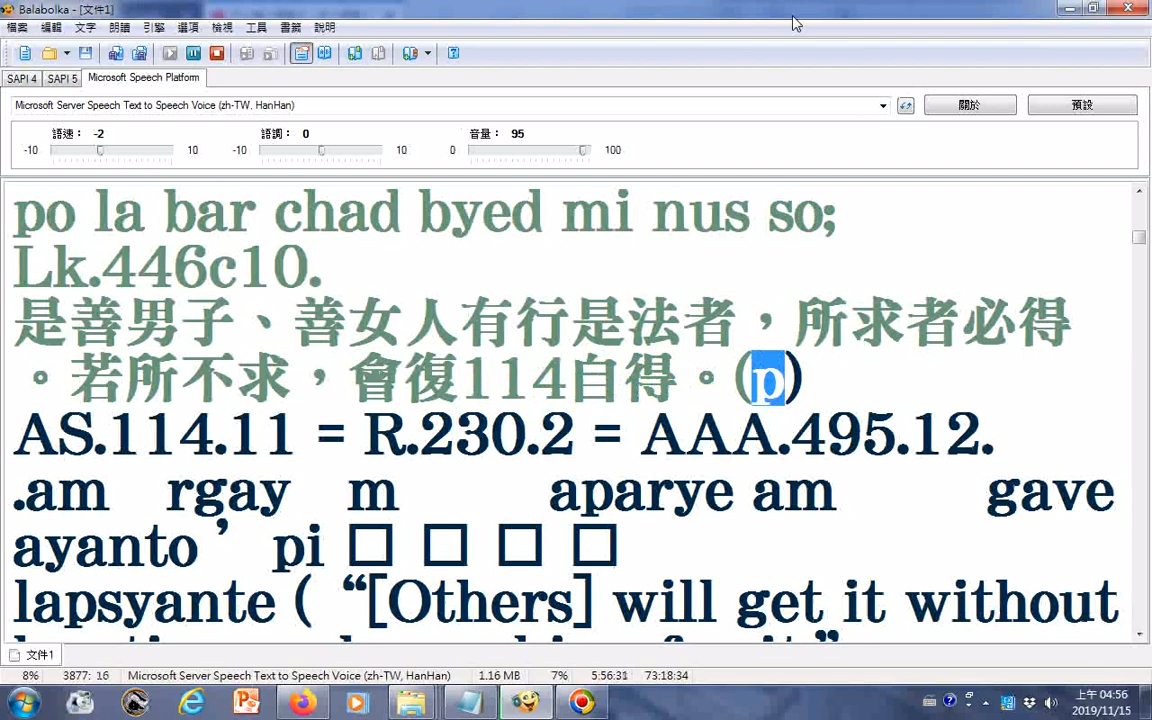 Balabolka - [文件1]
檔案 編輯 文字 朗讀 引擎 選項 檢視 工具 書籤 說明
SAPI 4 SAPI 5 Microsoft Speech Platform
Microsoft Server Speech Text to Speech Voice (zh-TW, HanHan) 關於 預設
語速： -2 語調： 0 音量： 95
-10 10 -10 10 0 100
po la bar chad byed mi nus so;
Lk.446c10.
是善男子、善女人有行是法者，所求者必得
。若所不求，會復114自得。(p)
AS.114.11 = R.230.2 = AAA.495.12.
.am rgay m aparye am gave
ayanto’ pi □ □ □ □
lapsyante ( “[Others] will get it without
文件1
8% 3877: 16 Microsoft Server Speech Text to Speech Voice (zh-TW, HanHan) 1.16 MB 7% 5:56:31 73:18:34
上午 04:56
2019/11/15